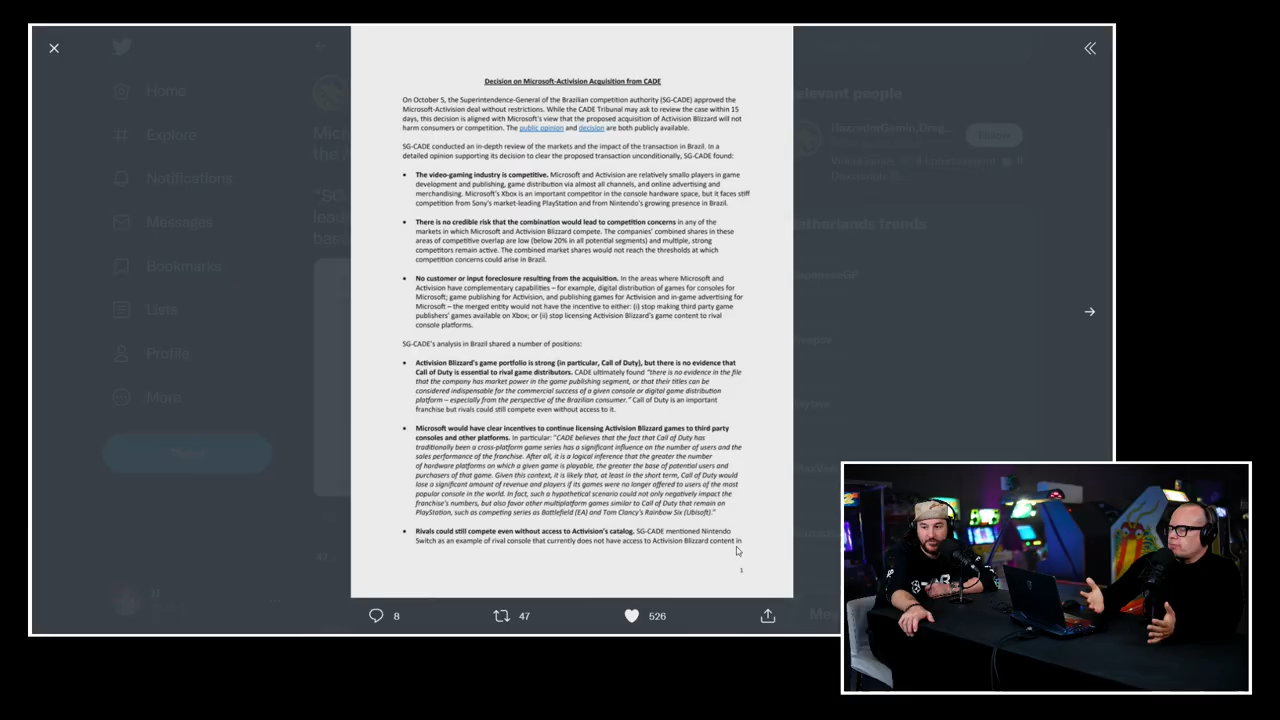 Home
Explore
Notifications
Messages
Bookmarks
Lists
Profile
More
Decision on Microsoft-Activision Acquisition from CADE
On October 5, the Superintendence-General of the Brazilian competition authority (SG-CADE) approved the
Microsoft-Activision deal without restrictions. While the CADE Tribunal may ask to review the case within 15
days, this decision is aligned with Microsoft's view that the proposed acquisition of Activision Blizzard will not
harm consumers or competition. The public opinion and decision are both publicly available.
SG-CADE conducted an in-depth review of the markets and the impact of the transaction in Brazil. In a
detailed opinion supporting its decision to clear the proposed transaction unconditionally, SG-CADE found:
• The video-gaming industry is competitive. Microsoft and Activision are relatively smallo players in game
development and publishing, game distribution via almost all channels, and online advertising and
merchandising. Microsoft's Xbox is an important competitor in the console hardware space, but it faces stiff
competition from Sony's market-leading PlayStation and from Nintendo's growing presence in Brazil.
• There is no credible risk that the combination would lead to competition concerns in any of the
markets in which Microsoft and Activision Blizzard compete. The companies' combined shares in these
areas of competitive overlap are low (below 20% in all potential segments) and multiple, strong
competitors remain active. The combined market shares would not reach the thresholds at which
competition concerns could arise in Brazil.
• No customer or input foreclosure resulting from the acquisition. In the areas where Microsoft and
Activision have complementary capabilities – for example, digital distribution of games for consoles for
Microsoft; game publishing for Activision, and publishing games for Activision and in-game advertising for
Microsoft – the merged entity would not have the incentive to either: (i) stop making third party game
publishers' games available on Xbox; or (ii) stop licensing Activision Blizzard's game content to rival
console platforms.
SG-CADE's analysis in Brazil shared a number of positions:
• Activision Blizzard's game portfolio is strong (in particular, Call of Duty), but there is no evidence that
Call of Duty is essential to rival game distributors. CADE ultimately found "there is no evidence in the file
that the company has market power in the game publishing segment, or that their titles can be
considered indispensable for the commercial success of a given console or digital game distribution
platform – especially from the perspective of the Brazilian consumer." Call of Duty is an important
franchise but rivals could still compete even without access to it.
• Microsoft would have clear incentives to continue licensing Activision Blizzard games to third party
consoles and other platforms. In particular: "CADE believes that the fact that Call of Duty has
traditionally been a cross-platform game series has a significant influence on the number of users and the
sales performance of the franchise. After all, it is a logical inference that the greater the number
of hardware platforms on which a given game is playable, the greater the base of potential users and
purchasers of that game. Given this context, it is likely that, at least in the short term, Call of Duty would
lose a significant amount of revenue and players if its games were no longer offered to users of the most
popular console in the world. In fact, such a hypothetical scenario could not only negatively impact the
franchise's numbers, but also favor other multiplatform games similar to Call of Duty that remain on
PlayStation, such as competing series as Battlefield (EA) and Tom Clancy's Rainbow Six (Ubisoft)."
• Rivals could still compete even without access to Activision's catalog. SG-CADE mentioned Nintendo
Switch as an example of rival console that currently does not have access to Activision Blizzard content in
1
8
47
526
elevant people
Follow
etherlands trends